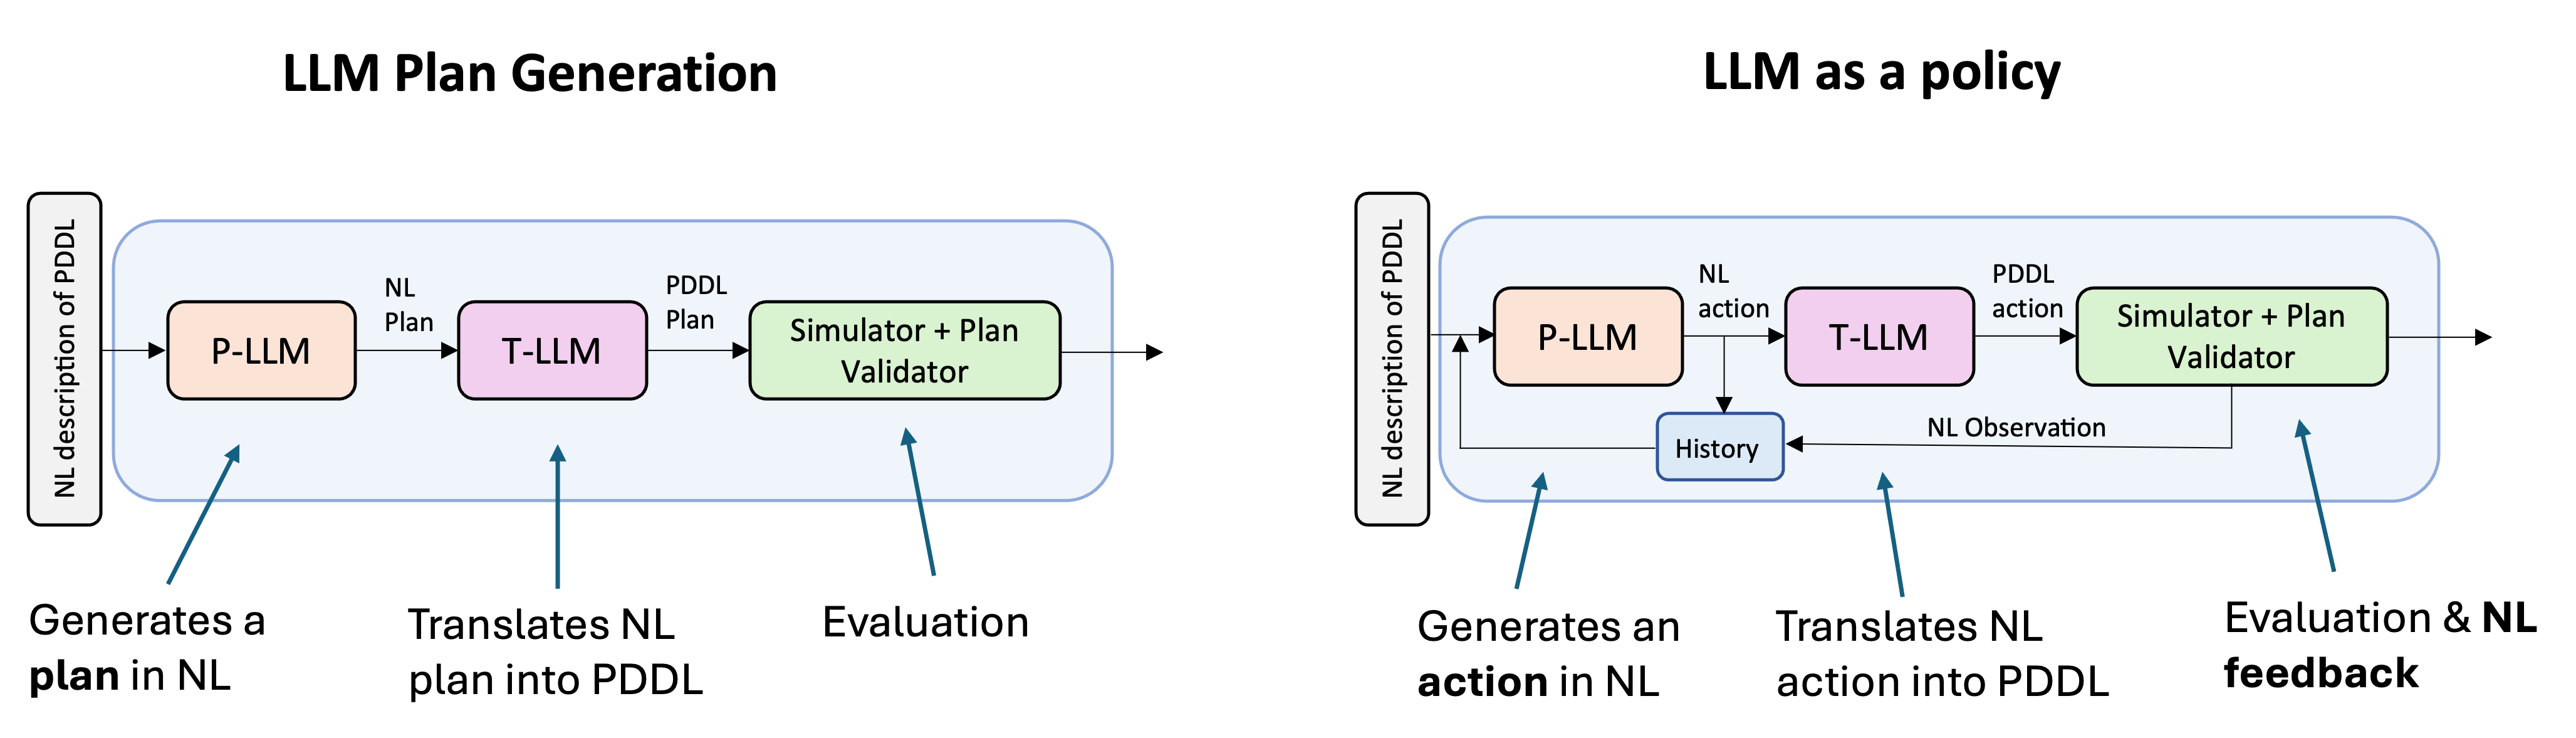 LLM Plan Generation
NL description of PDDL
P-LLM
NL
Plan
T-LLM
PDDL
Plan
Simulator + Plan
Validator
Generates a
plan in NL
Translates NL
plan into PDDL
Evaluation
LLM as a policy
NL description of PDDL
P-LLM
NL
action
T-LLM
PDDL
action
Simulator + Plan
Validator
History
NL Observation
Generates an
action in NL
Translates NL
action into PDDL
Evaluation & NL
feedback